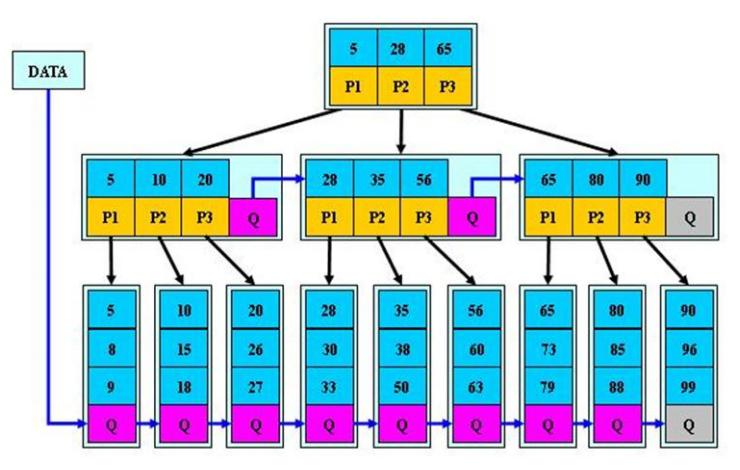 5 28 65
DATA
P1 P2 P3
5 10 20
28 35 56
65 80 90
P1 P2 P3 Q
P1 P2 P3 Q
P1 P2 P3 Q
5 10 20 28 35 56 65 80 90
8 15 26 30 38 60 73 85 96
9 18 27 33 50 63 79 88 99
Q Q Q Q Q Q Q Q Q